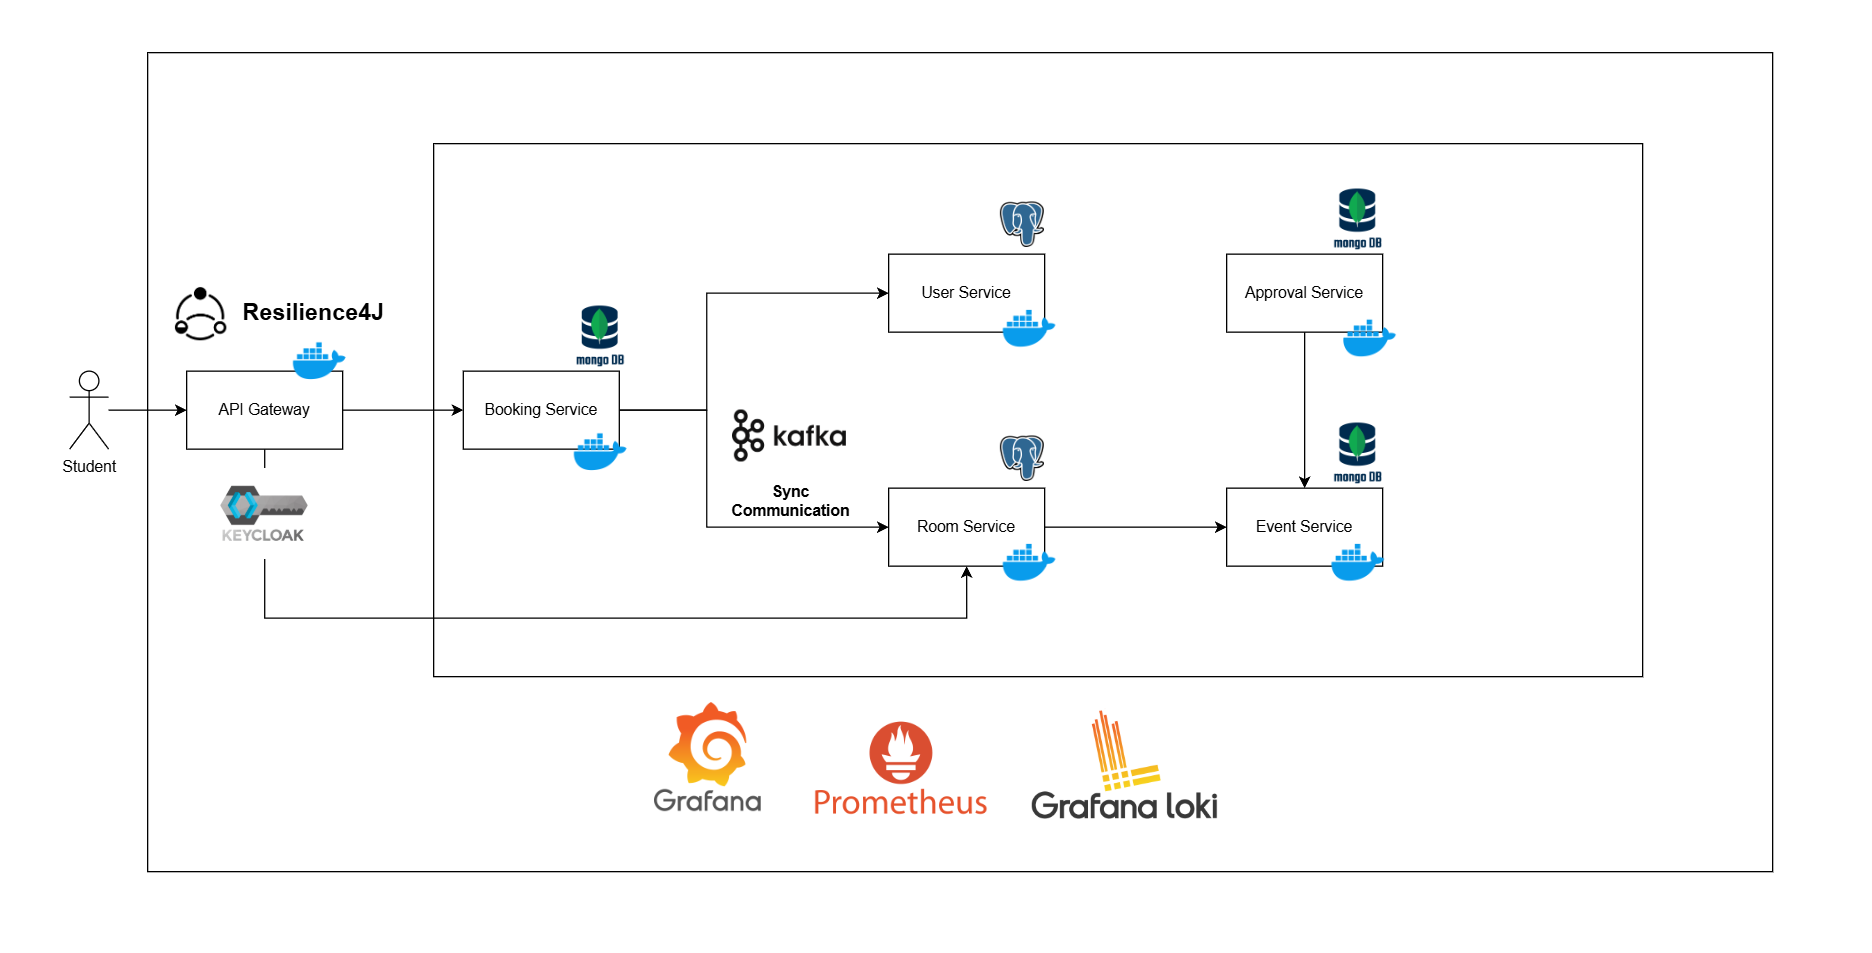 mongo DB
User Service
Approval Service
Resilience4J
mongo DB
API Gateway
Booking Service
Student
kafka
Sync
Communication
mongo DB
KEYCLOAK
Room Service
Event Service
Grafana
Prometheus
Grafana loki